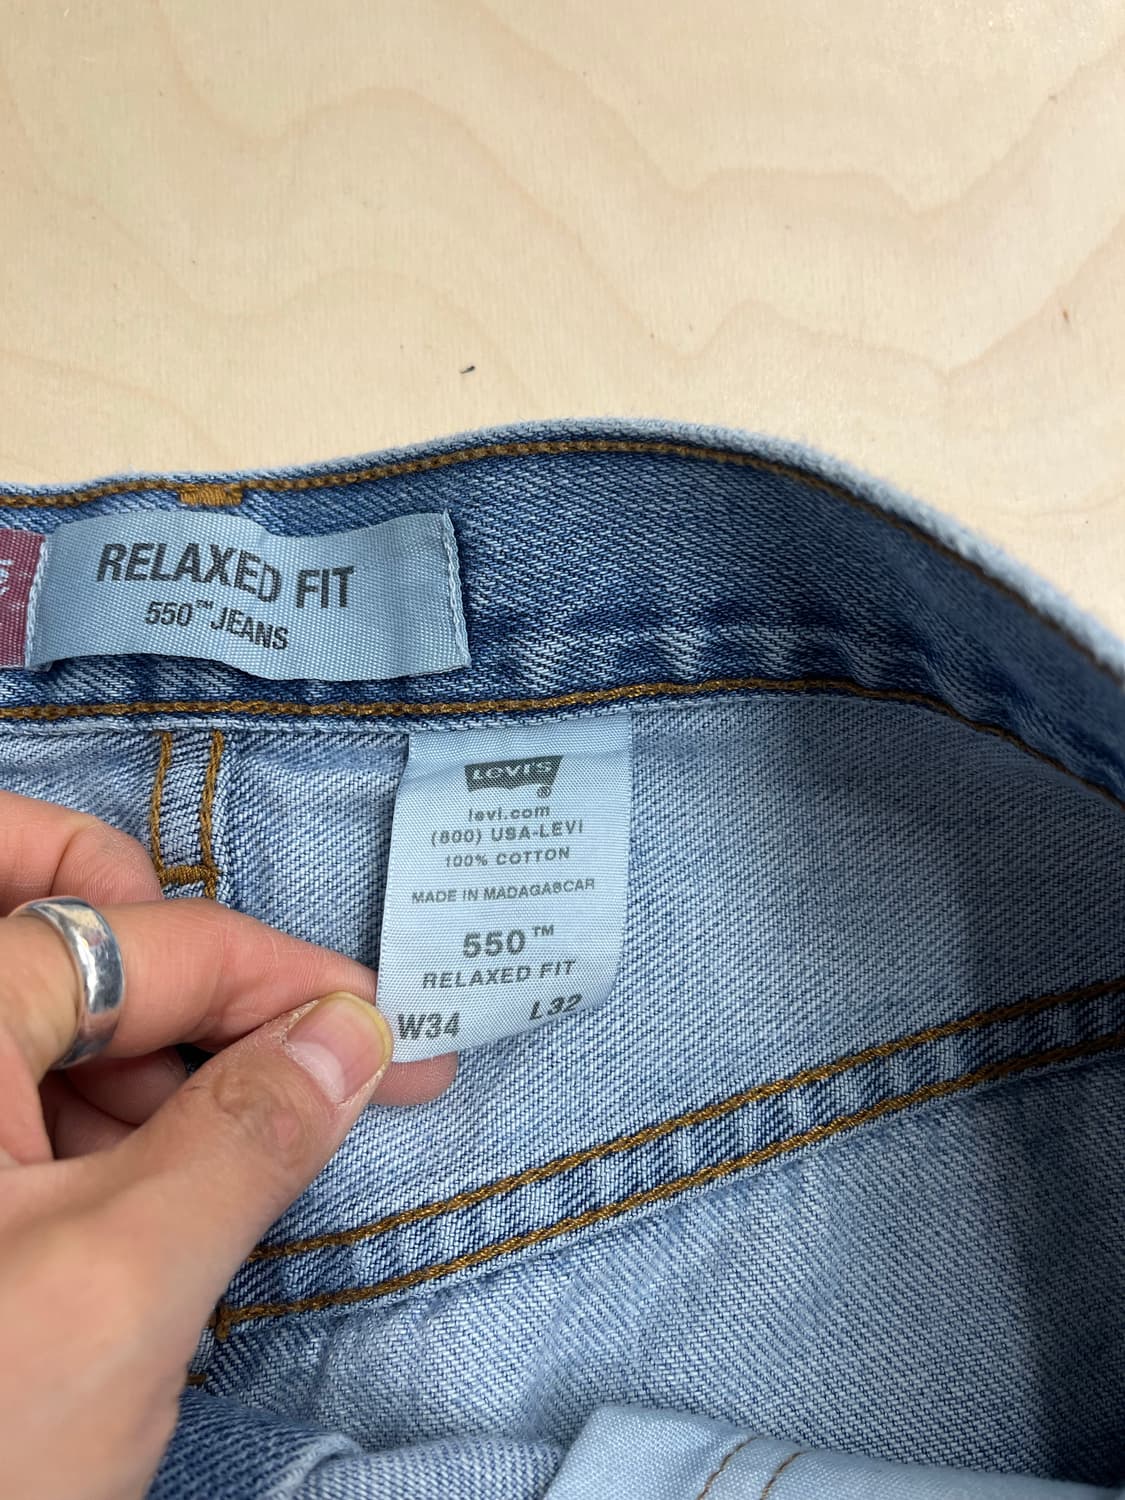 RELAXED FIT
550™ JEANS
LEVI'S
®
levi.com
(800) USA-LEVI
100% COTTON
MADE IN MADAGASCAR
550™
RELAXED FIT
W34 L32